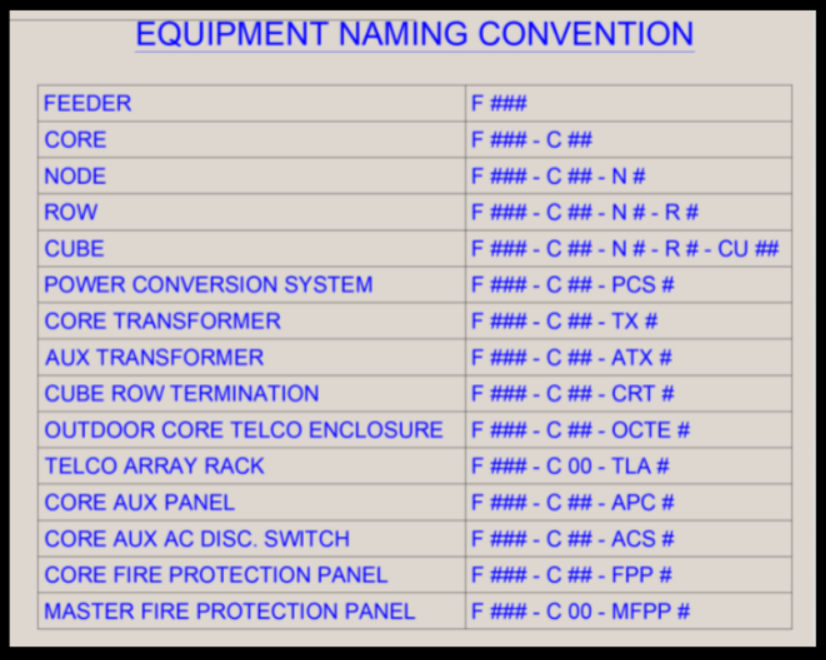 EQUIPMENT NAMING CONVENTION
FEEDER F ###
CORE F ### - C ##
NODE F ### - C ## - N #
ROW F ### - C ## - N # - R #
CUBE F ### - C ## - N # - R # - CU ##
POWER CONVERSION SYSTEM F ### - C ## - PCS #
CORE TRANSFORMER F ### - C ## - TX #
AUX TRANSFORMER F ### - C ## - ATX #
CUBE ROW TERMINATION F ### - C ## - CRT #
OUTDOOR CORE TELCO ENCLOSURE F ### - C ## - OCTE #
TELCO ARRAY RACK F ### - C 00 - TLA #
CORE AUX PANEL F ### - C ## - APC #
CORE AUX AC DISC. SWITCH F ### - C ## - ACS #
CORE FIRE PROTECTION PANEL F ### - C ## - FPP #
MASTER FIRE PROTECTION PANEL F ### - C 00 - MFPP #